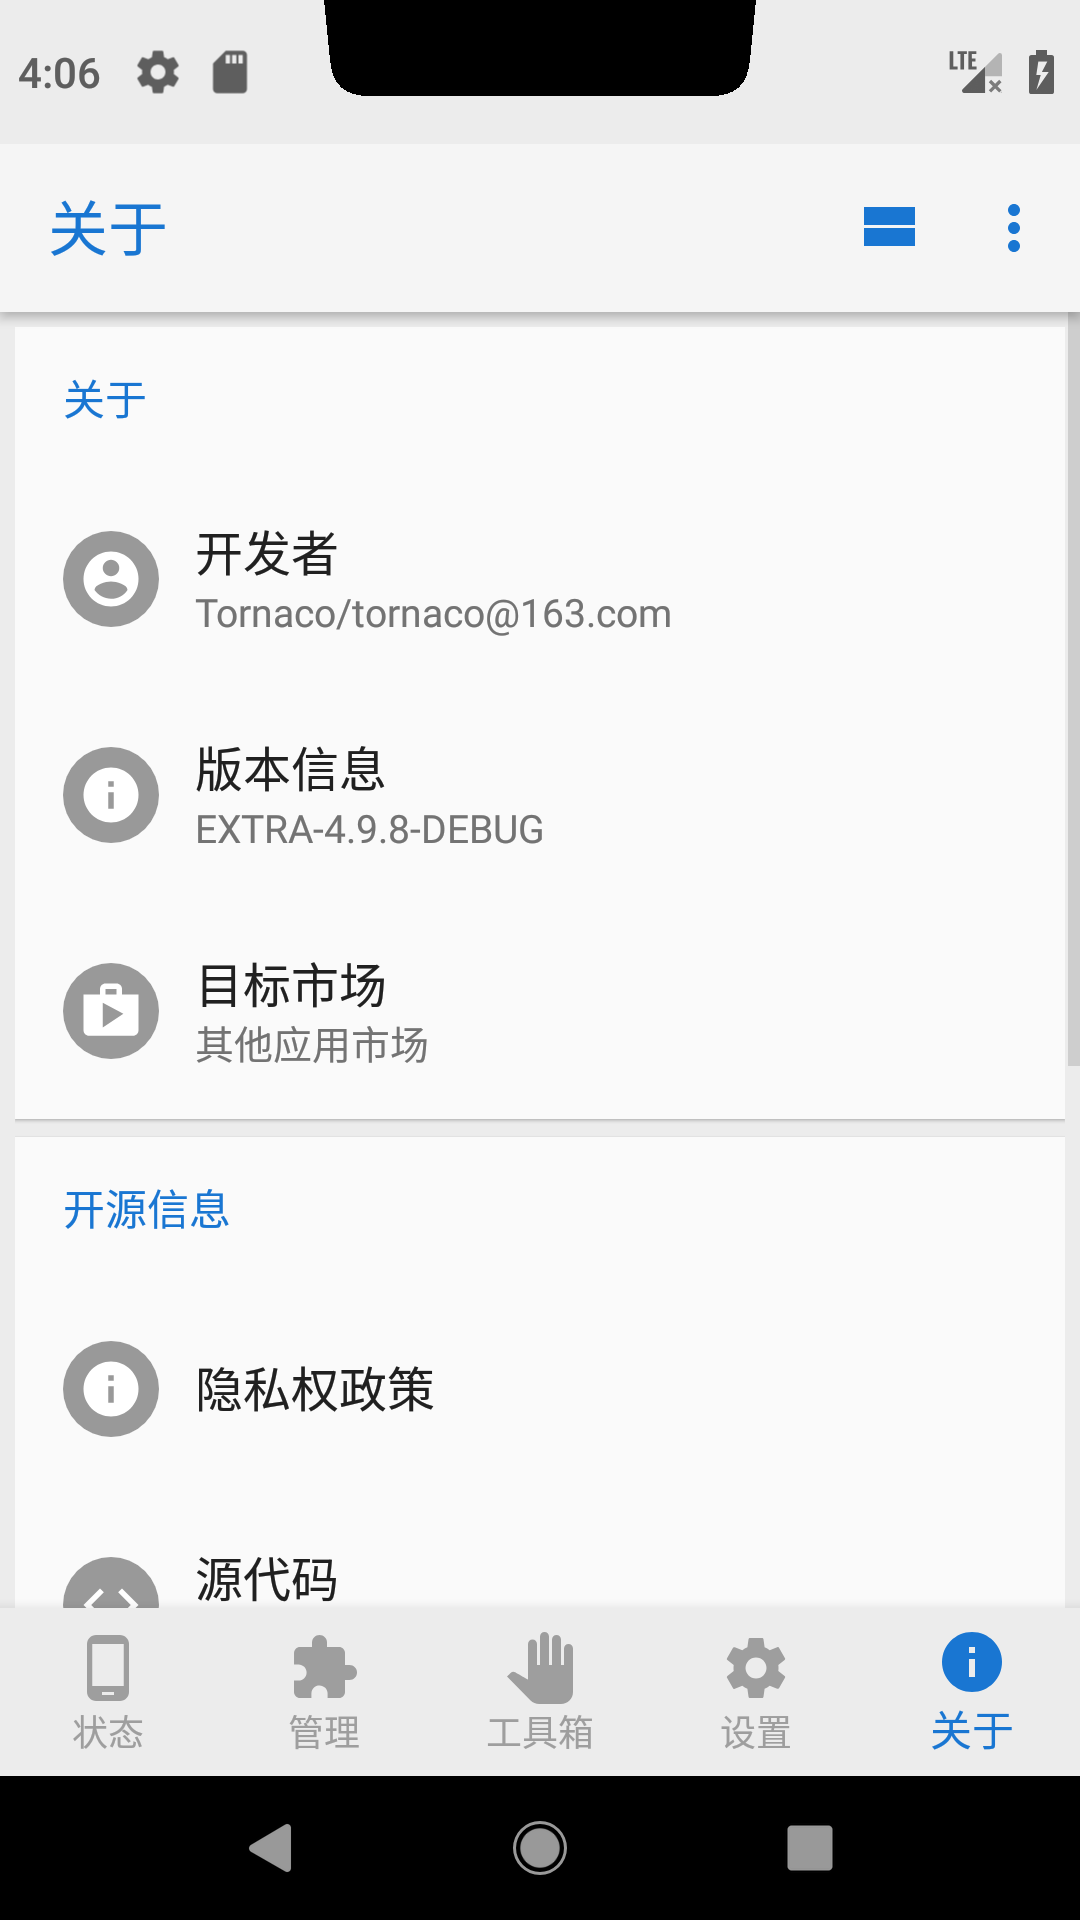 4:06
LTE
关于
关于
开发者
Tornaco/tornaco@163.com
版本信息
EXTRA-4.9.8-DEBUG
目标市场
其他应用市场
开源信息
隐私权政策
源代码
状态
管理
工具箱
设置
关于